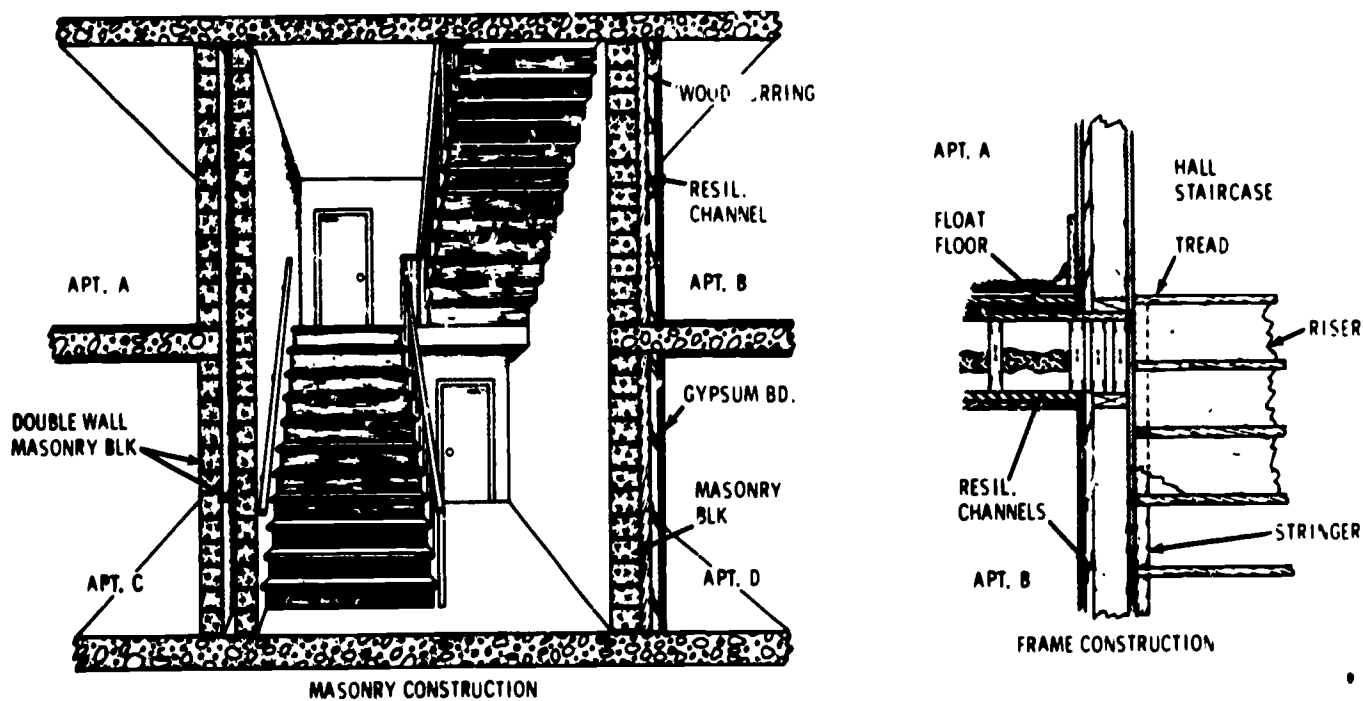 WOOD
RESIL.
CHANNEL
APT. A
APT. B
GYPSUM BD.
DOUBLE WALL
MASONRY BLK
MASONRY
BLK
APT. C
APT. D
MASONRY CONSTRUCTION
APT. A
HALL
STAIRCASE
FLOAT
FLOOR
TREAD
RISER
RESIL.
CHANNELS
STRINGER
APT. B
FRAME CONSTRUCTION